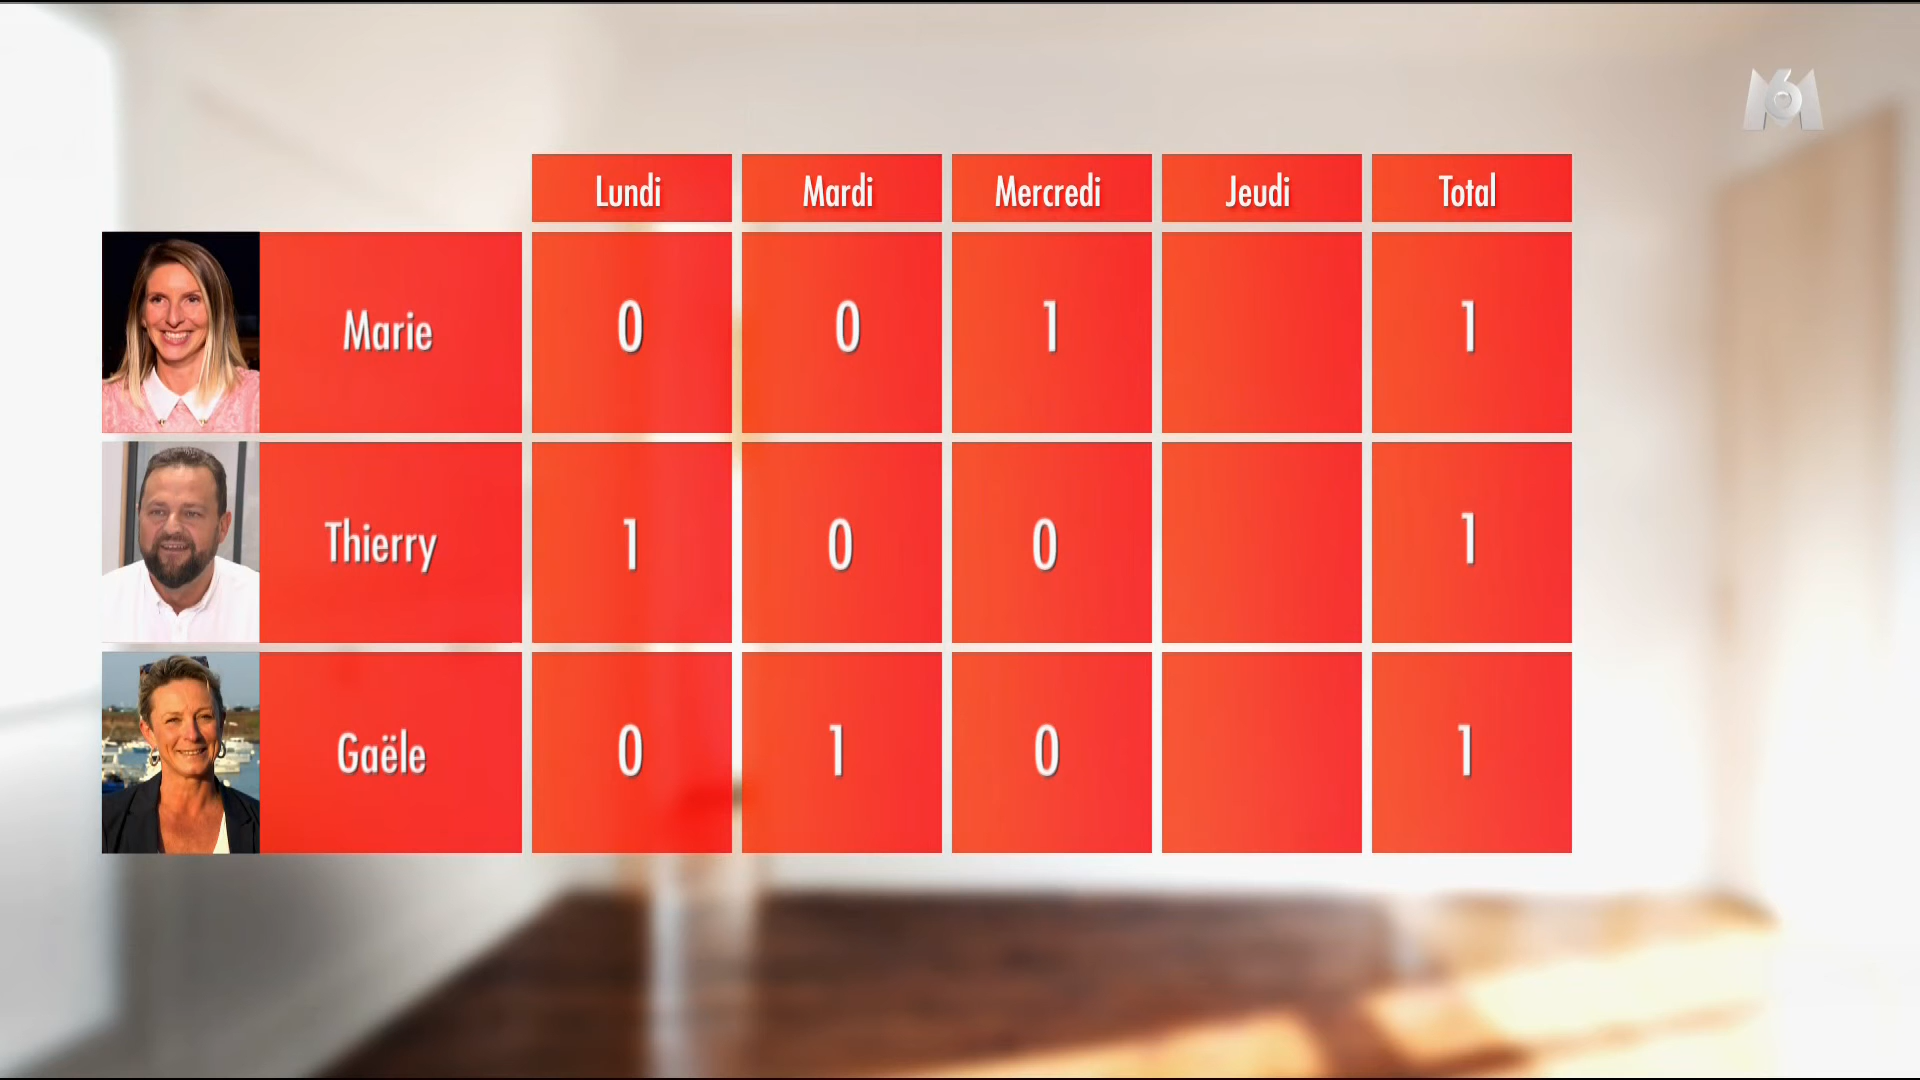 M6
Lundi Mardi Mercredi Jeudi Total
Marie 0 0 1 1
Thierry 1 0 0 1
Gaële 0 1 0 1